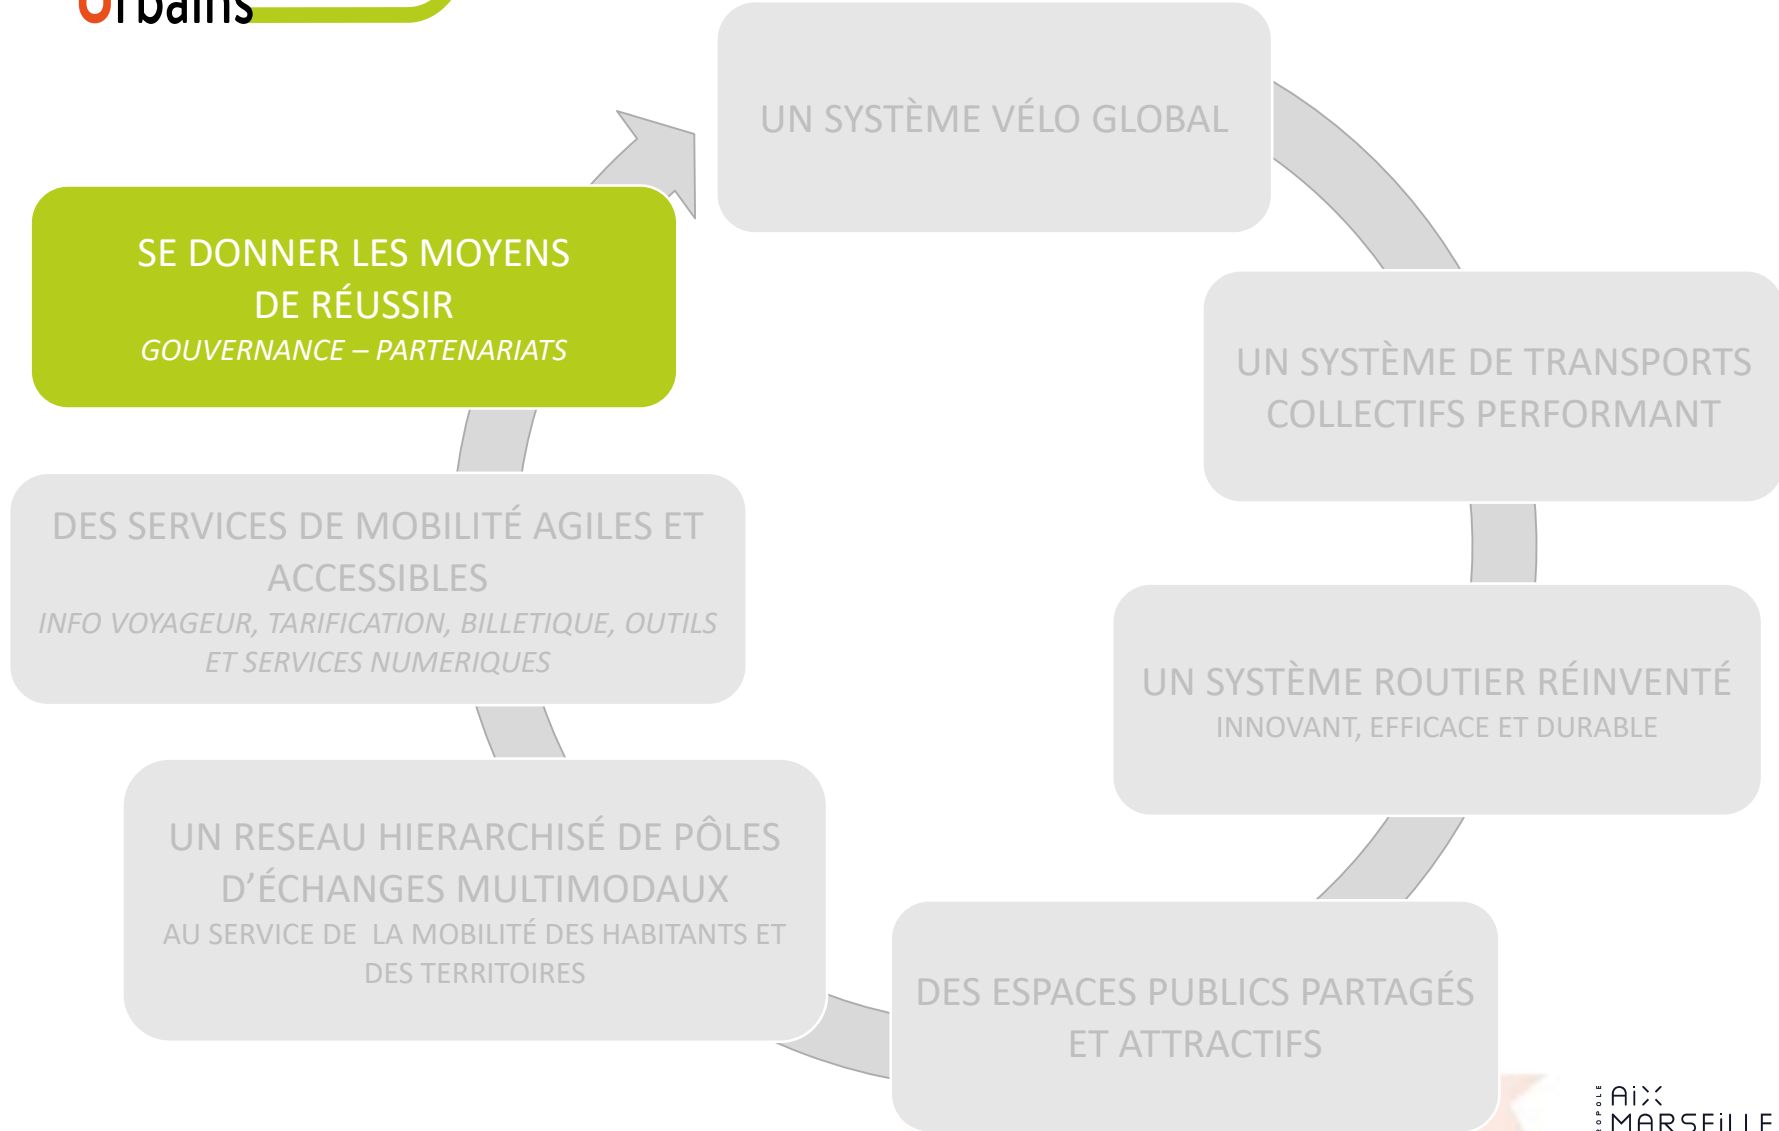 Urbains
UN SYSTÈME VÉLO GLOBAL
SE DONNER LES MOYENS
DE RÉUSSIR
GOUVERNANCE – PARTENARIATS
UN SYSTÈME DE TRANSPORTS
COLLECTIFS PERFORMANT
DES SERVICES DE MOBILITÉ AGILES ET
ACCESSIBLES
INFO VOYAGEUR, TARIFICATION, BILLETIQUE, OUTILS
ET SERVICES NUMERIQUES
UN SYSTÈME ROUTIER RÉINVENTÉ
INNOVANT, EFFICACE ET DURABLE
UN RESEAU HIERARCHISÉ DE PÔLES
D’ÉCHANGES MULTIMODAUX
AU SERVICE DE  LA MOBILITÉ DES HABITANTS ET
DES TERRITOIRES
DES ESPACES PUBLICS PARTAGÉS
ET ATTRACTIFS
AiX
MARSEiLLE